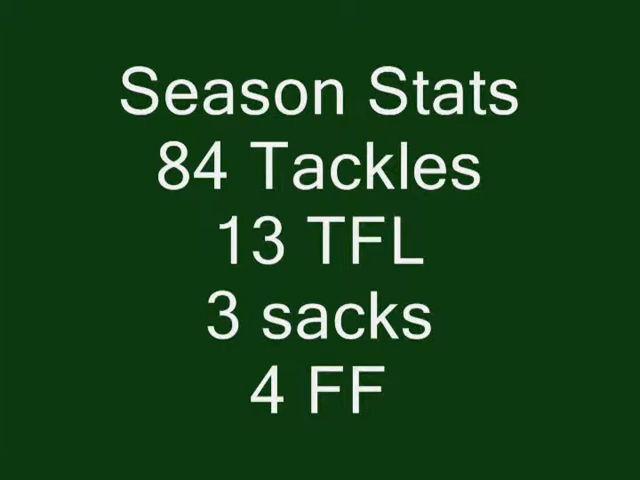 Season Stats
84 Tackles
13 TFL
3 sacks
4 FF